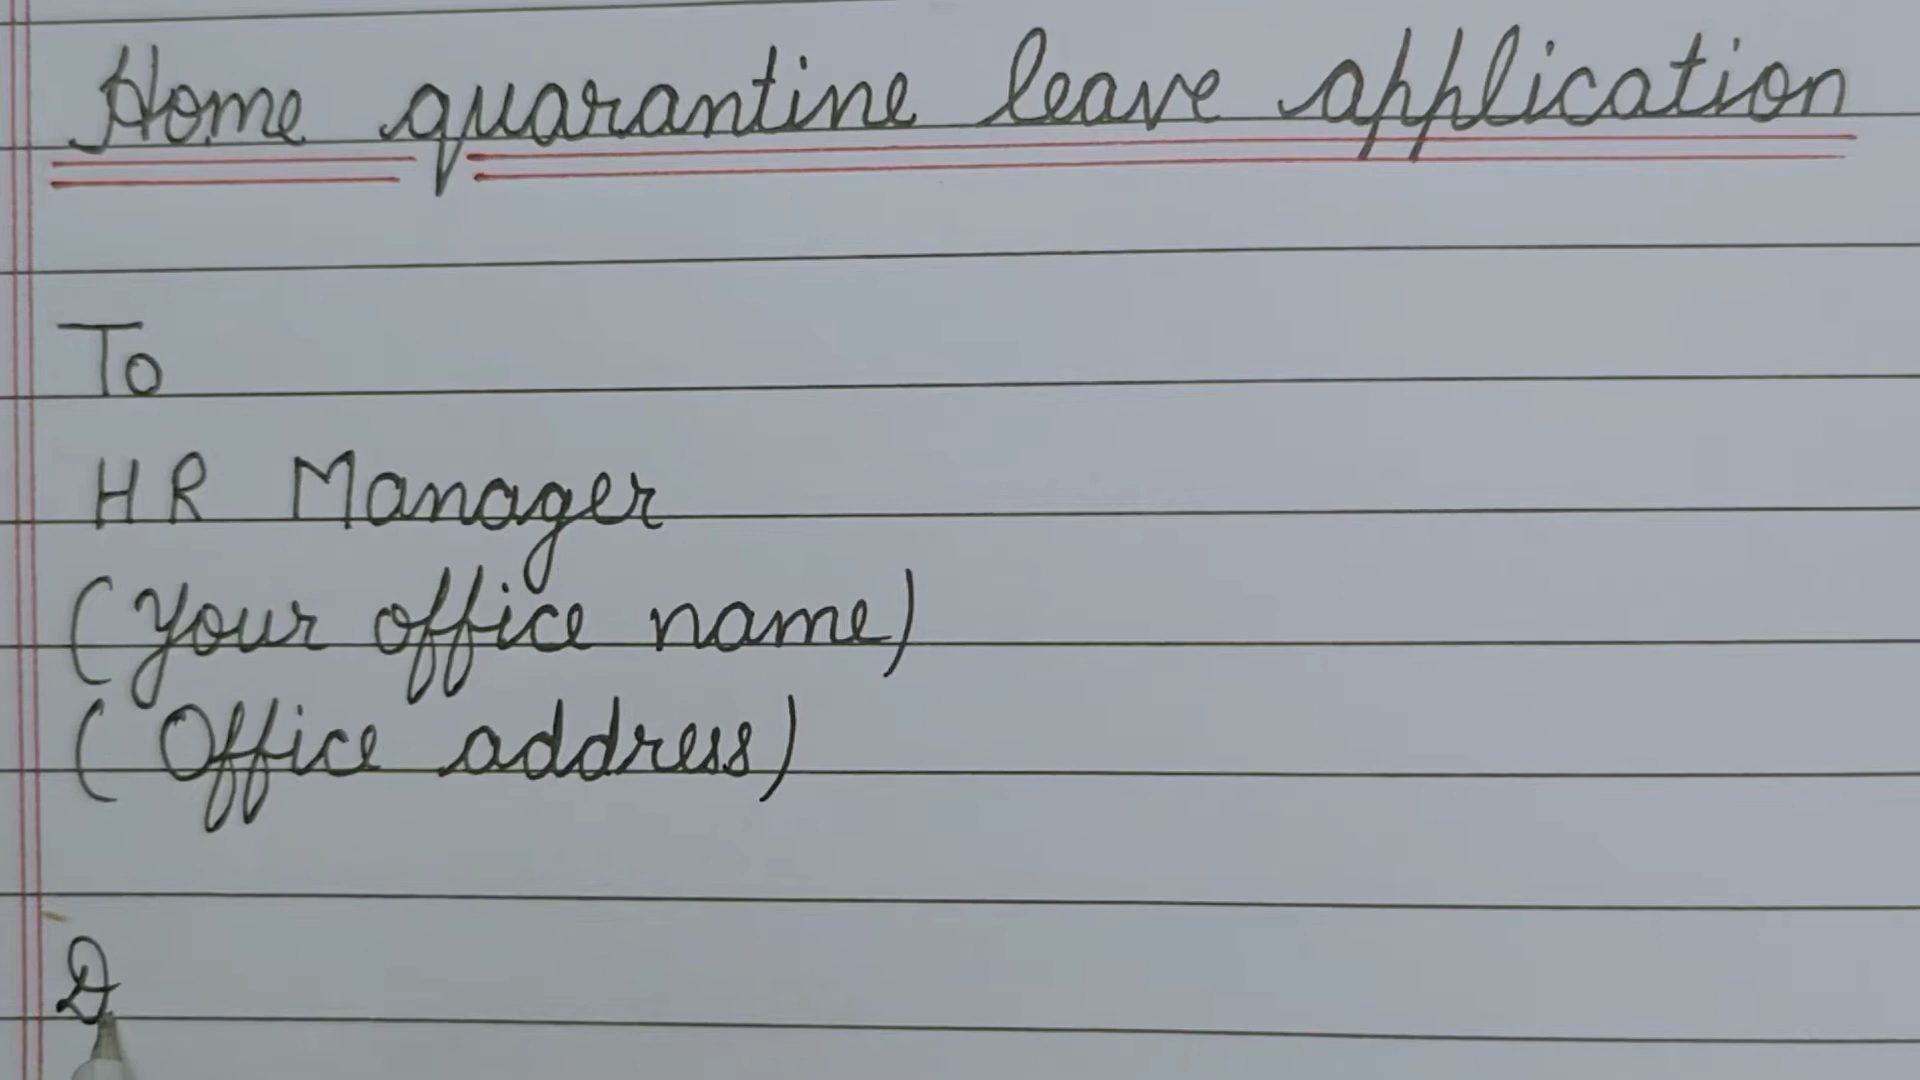 Home quarantine leave application
To
HR Manager
(Your office name)
(Office address)
D